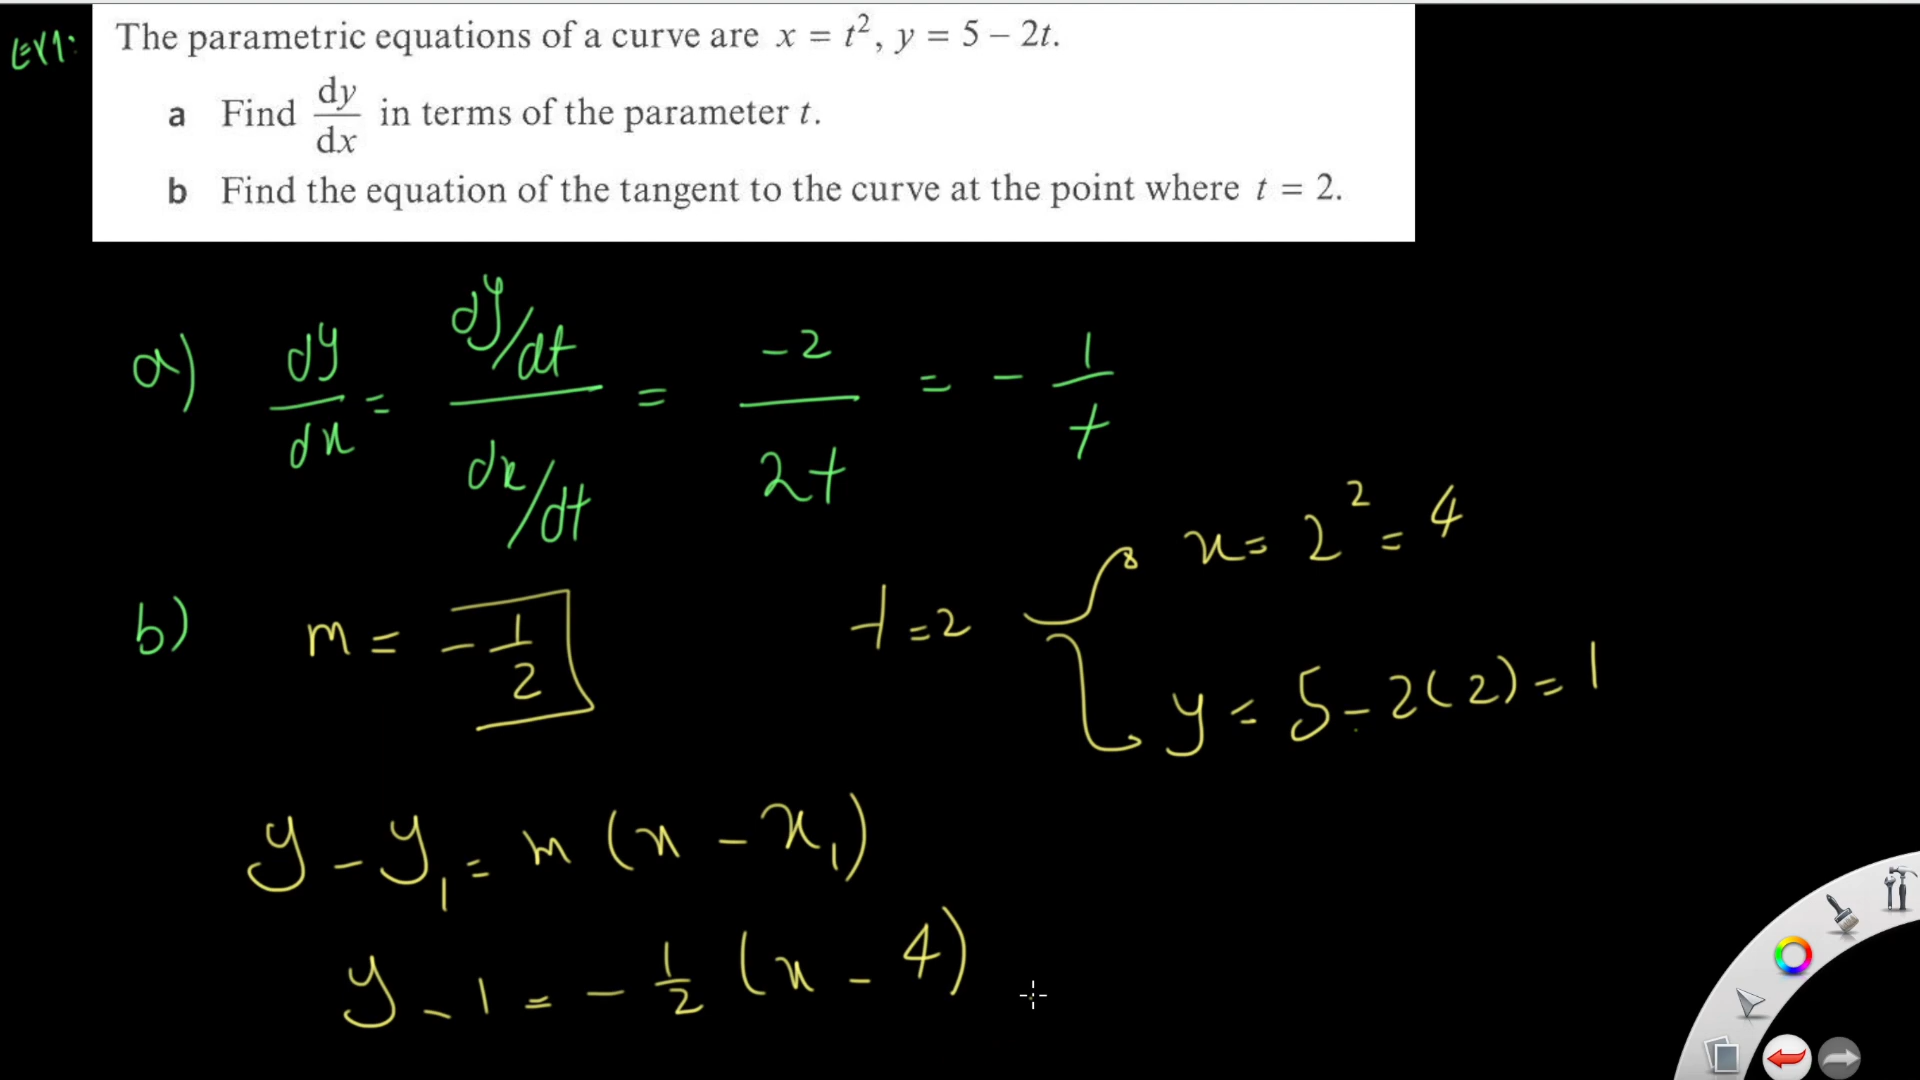 Ex1:
The parametric equations of a curve are x = t², y = 5 – 2t.
a Find dy/dx in terms of the parameter t.
b Find the equation of the tangent to the curve at the point where t = 2.
a) dy/dx = (dy/dt)/(dx/dt) = -2/2t = - 1/t
b) m = - 1/2
t = 2
x = 2² = 4
y = 5 - 2(2) = 1
y - y₁ = m (x - x₁)
y - 1 = - 1/2 (x - 4)